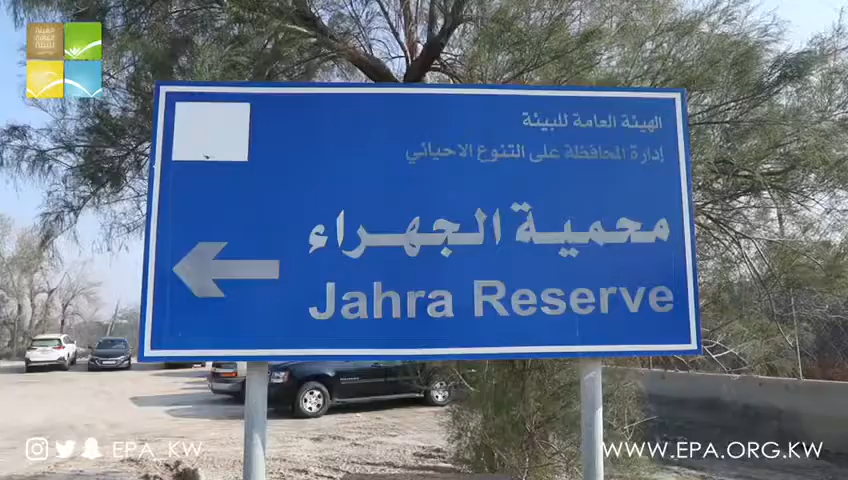 الهيئة العامة للبيئة
إدارة المحافظة على التنوع الاحيائي
محمية الجهراء
Jahra Reserve
EPA_KW
WWW.EPA.ORG.KW